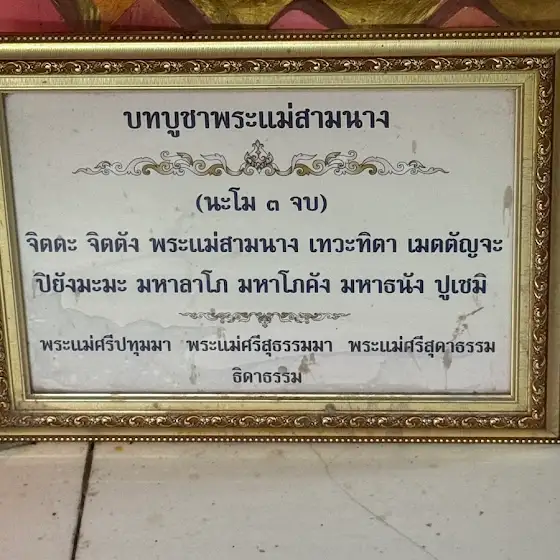 บทบูชาพระแม่สามนาง
(นะโม ๓ จบ)
จิตตะ จิตตัง พระแม่สามนาง เทวะทิตา เมตตัญจะ
ปิยังมะมะ มหาลาโภ มหาโภคัง มหาธนัง ปูเชมิ
พระแม่ศรีปทุมมา พระแม่ศรีสุธรรมมา พระแม่ศรีสุดาธรรม
ธิดาธรรม